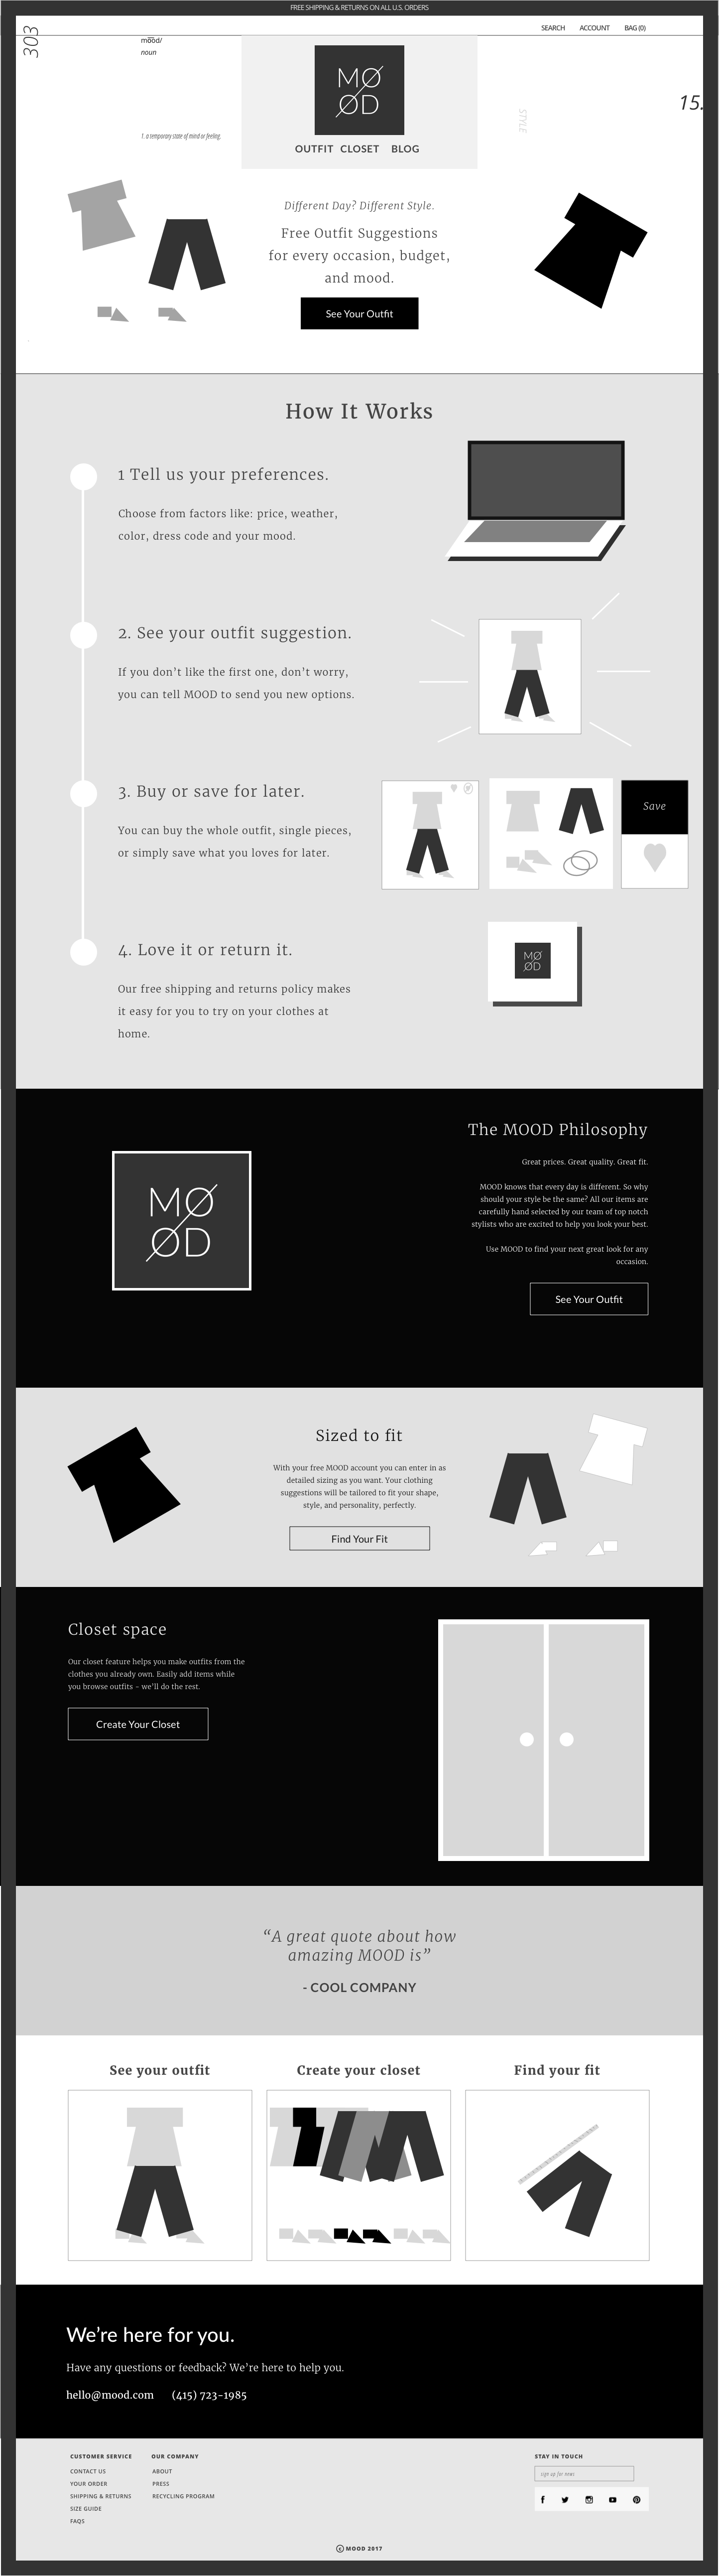 FREE SHIPPING & RETURNS ON ALL U.S. ORDERS
SEARCH ACCOUNT BAG (0)
303
mo͞od/
noun
1. a temporary state of mind or feeling.
MØ
ØD
OUTFIT CLOSET BLOG
STYLE
15.
Different Day? Different Style.
Free Outfit Suggestions
for every occasion, budget,
and mood.
See Your Outfit
How It Works
1 Tell us your preferences.
Choose from factors like: price, weather,
color, dress code and your mood.
2. See your outfit suggestion.
If you don’t like the first one, don’t worry,
you can tell MOOD to send you new options.
3. Buy or save for later.
You can buy the whole outfit, single pieces,
or simply save what you loves for later.
Save
4. Love it or return it.
Our free shipping and returns policy makes
it easy for you to try on your clothes at
home.
MØ
ØD
MØ
ØD
The MOOD Philosophy
Great prices. Great quality. Great fit.
MOOD knows that every day is different. So why
should your style be the same? All our items are
carefully hand selected by our team of top notch
stylists who are excited to help you look your best.
Use MOOD to find your next great look for any
occasion.
See Your Outfit
Sized to fit
With your free MOOD account you can enter in as
detailed sizing as you want. Your clothing
suggestions will be tailored to fit your shape,
style, and personality, perfectly.
Find Your Fit
Closet space
Our closet feature helps you make outfits from the
clothes you already own. Easily add items while
you browse outfits – we’ll do the rest.
Create Your Closet
“A great quote about how
amazing MOOD is”
- COOL COMPANY
See your outfit
Create your closet
Find your fit
We’re here for you.
Have any questions or feedback? We’re here to help you.
hello@mood.com (415) 723-1985
CUSTOMER SERVICE
CONTACT US
YOUR ORDER
SHIPPING & RETURNS
SIZE GUIDE
FAQS
OUR COMPANY
ABOUT
PRESS
RECYCLING PROGRAM
STAY IN TOUCH
sign up for news
© MOOD 2017